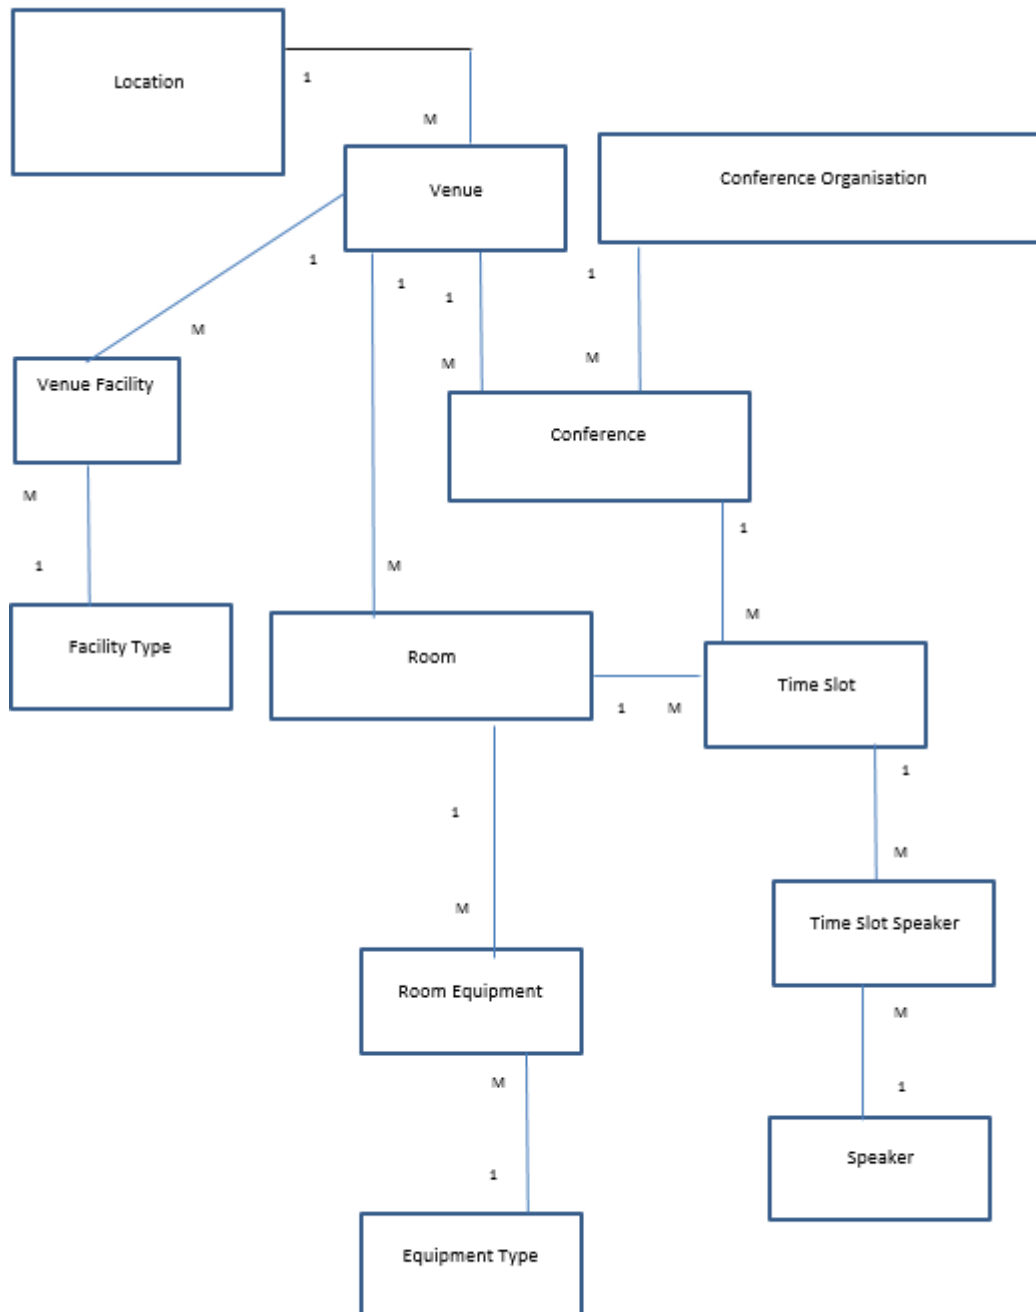 Location
1
M
Venue
Conference Organisation
1
1
1
1
M
M
M
Venue Facility
Conference
M
1
1
M
M
Facility Type
Room
Time Slot
1
M
1
1
M
M
Time Slot Speaker
Room Equipment
M
M
1
Speaker
1
Equipment Type